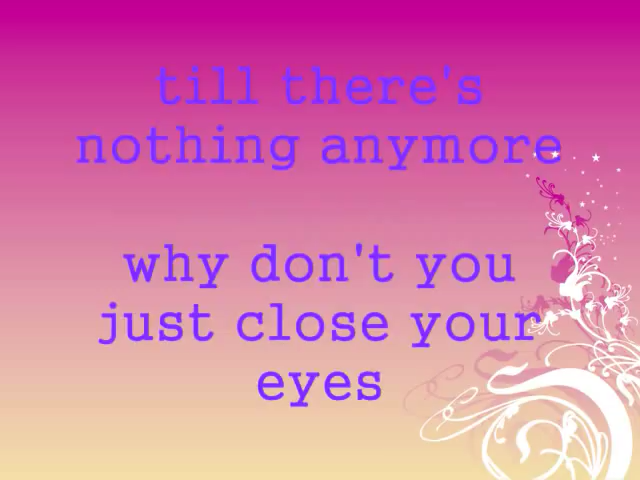 till there's
nothing anymore
why don't you
just close your
eyes